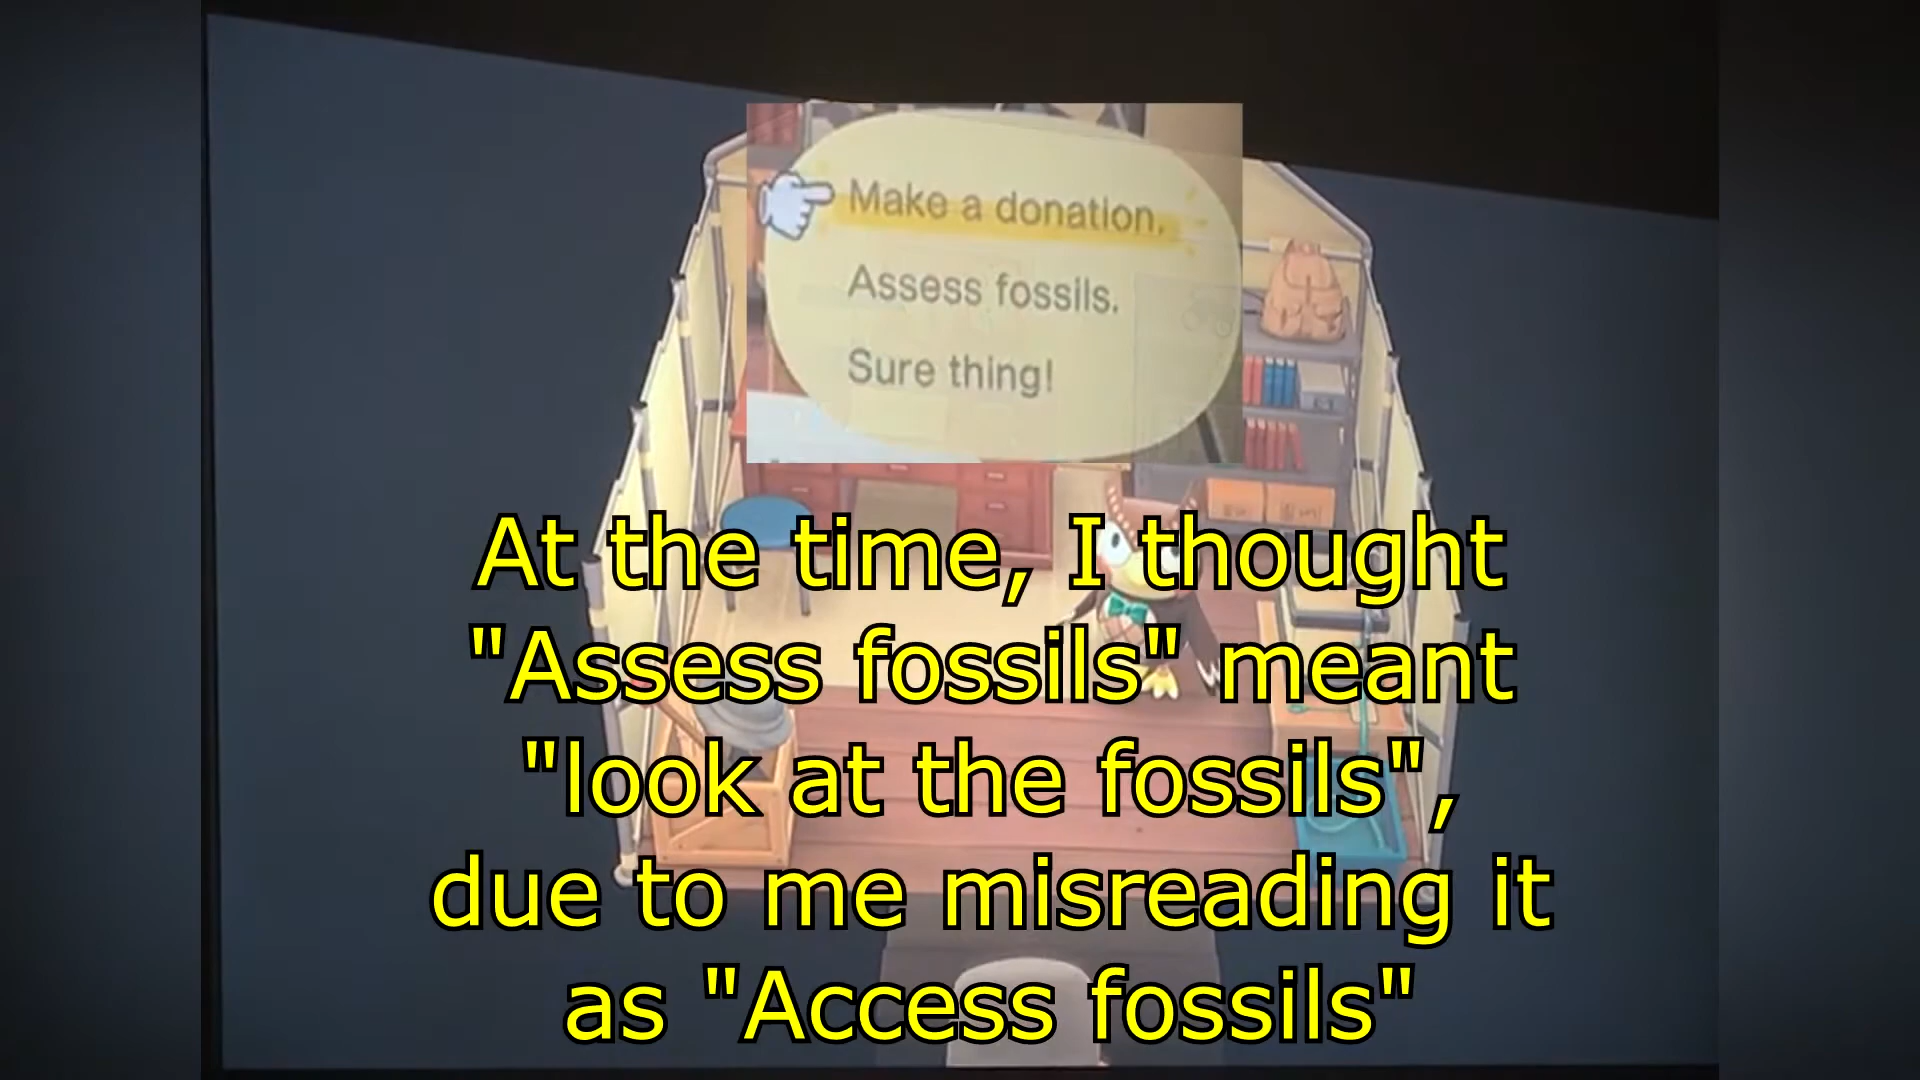 Make a donation.
Assess fossils.
Sure thing!
At the time, I thought
"Assess fossils" meant
"look at the fossils",
due to me misreading it
as "Access fossils"